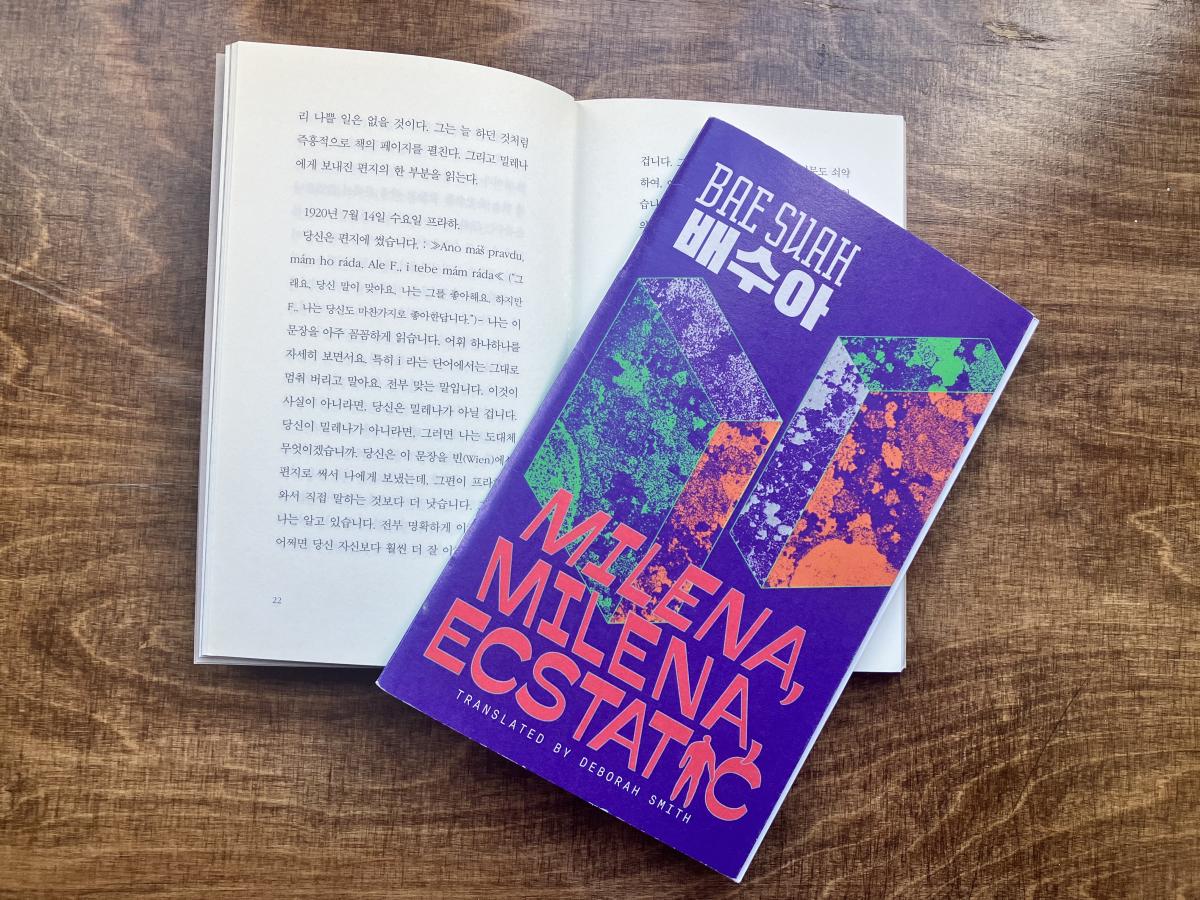 리 나쁠 일은 없을 것이다. 그는 늘 하던 것처럼
즉흥적으로 책의 페이지를 펼친다. 그리고 밀레나
에게 보내진 편지의 한 부분을 읽는다.
1920년 7월 14일 수요일 프라하.
당신은 편지에 썼습니다. : ≫Ano máš pravdu,
mám ho ráda. Ale F., i tebe mám ráda≪ ("그
래요, 당신 말이 맞아요, 나는 그를 좋아해요, 하지만
F., 나는 당신도 마찬가지로 좋아한답니다.")- 나는 이
문장을 아주 꼼꼼하게 읽습니다. 어휘 하나하나를
자세히 보면서요. 특히 i 라는 단어에서는 그대로
멈춰 버리고 말아요. 전부 맞는 말입니다. 이것이
사실이 아니라면, 당신은 밀레나가 아닐 겁니다.
당신이 밀레나가 아니라면, 그러면 나는 도대체
무엇이겠습니까. 당신은 이 문장을 빈(Wien)에
편지로 써서 나에게 보냈는데, 그편이
와서 직접 말하는 것보다 더 낫습니다.
나는 알고 있습니다. 전부 명확하게
어쩌면 당신 자신보다 훨씬 더 잘
22
겁니다.
도 쇠약
하여,
BAE SUAH
배수아
MILENA,
MILENA,
ECSTATIC
TRANSLATED BY DEBORAH SMITH